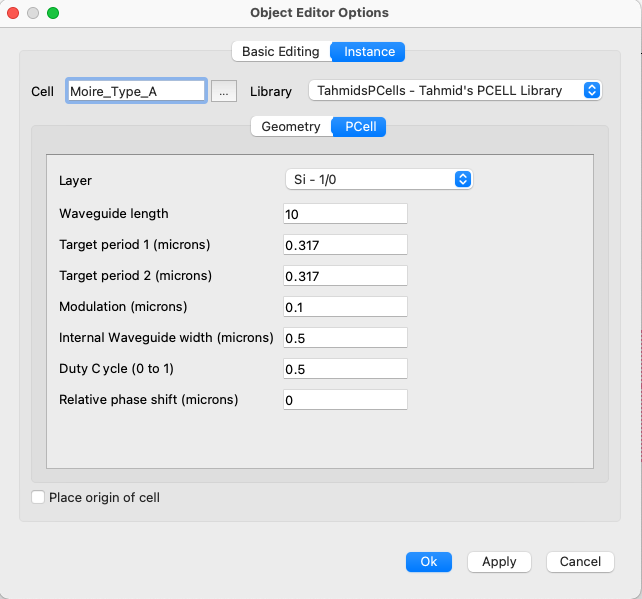 Object Editor Options
Basic Editing Instance
Cell Moire_Type_A ... Library TahmidsPCells - Tahmid's PCELL Library
Geometry PCell
Layer Si - 1/0
Waveguide length 10
Target period 1 (microns) 0.317
Target period 2 (microns) 0.317
Modulation (microns) 0.1
Internal Waveguide width (microns) 0.5
Duty Cycle (0 to 1) 0.5
Relative phase shift (microns) 0
Place origin of cell
Ok Apply Cancel